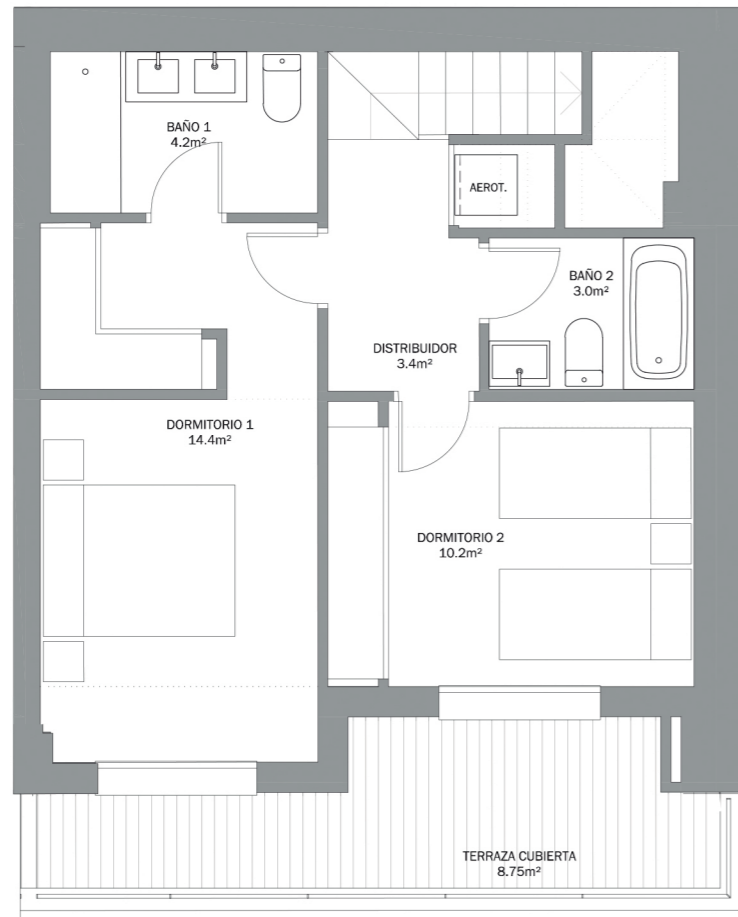 BAÑO 1
4.2m²
AEROT.
BAÑO 2
3.0m²
DISTRIBUIDOR
3.4m²
DORMITORIO 1
14.4m²
DORMITORIO 2
10.2m²
TERRAZA CUBIERTA
8.75m²